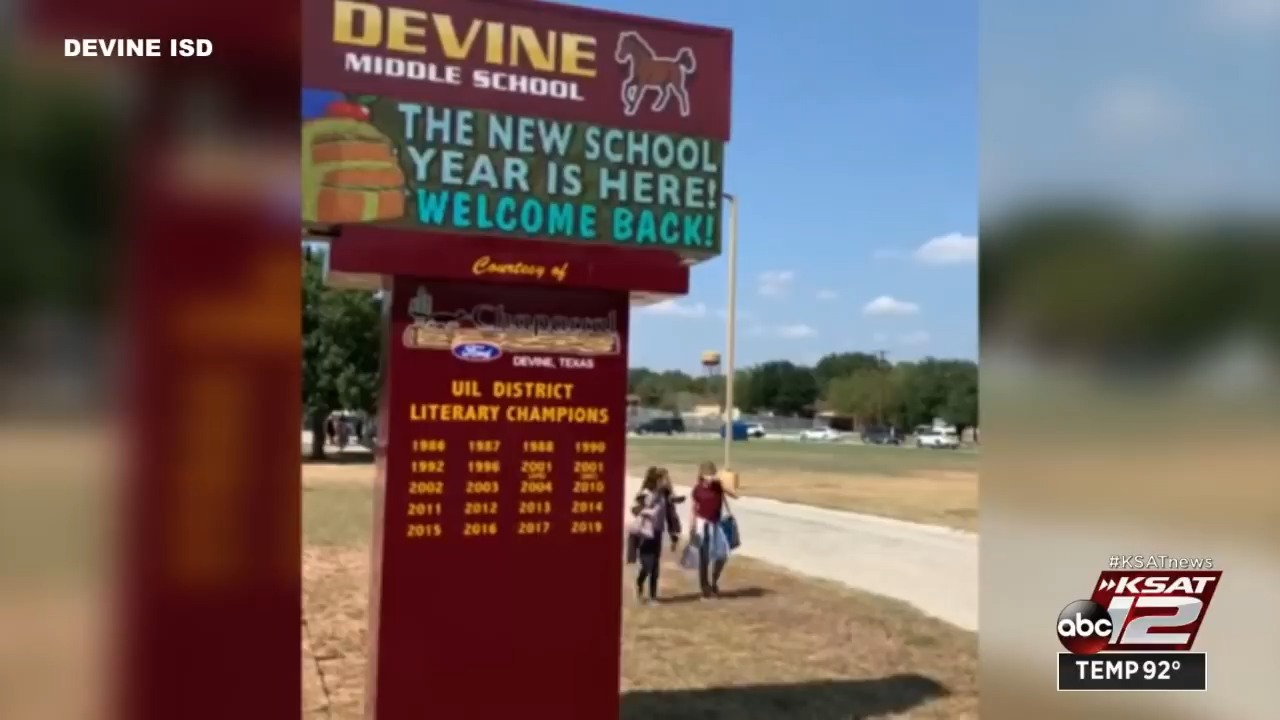 DEVINE ISD
DEVINE
MIDDLE SCHOOL
THE NEW SCHOOL
YEAR IS HERE!
WELCOME BACK!
Courtesy of
Chaparral
Ford
DEVINE, TEXAS
UIL DISTRICT
LITERARY CHAMPIONS
1986 1987 1988 1990
1992 1996 2001 2001
2002 2003 2004 2010
2011 2012 2013 2014
2015 2016 2017 2019
#KSATnews
KSAT
abc 12
TEMP 92°